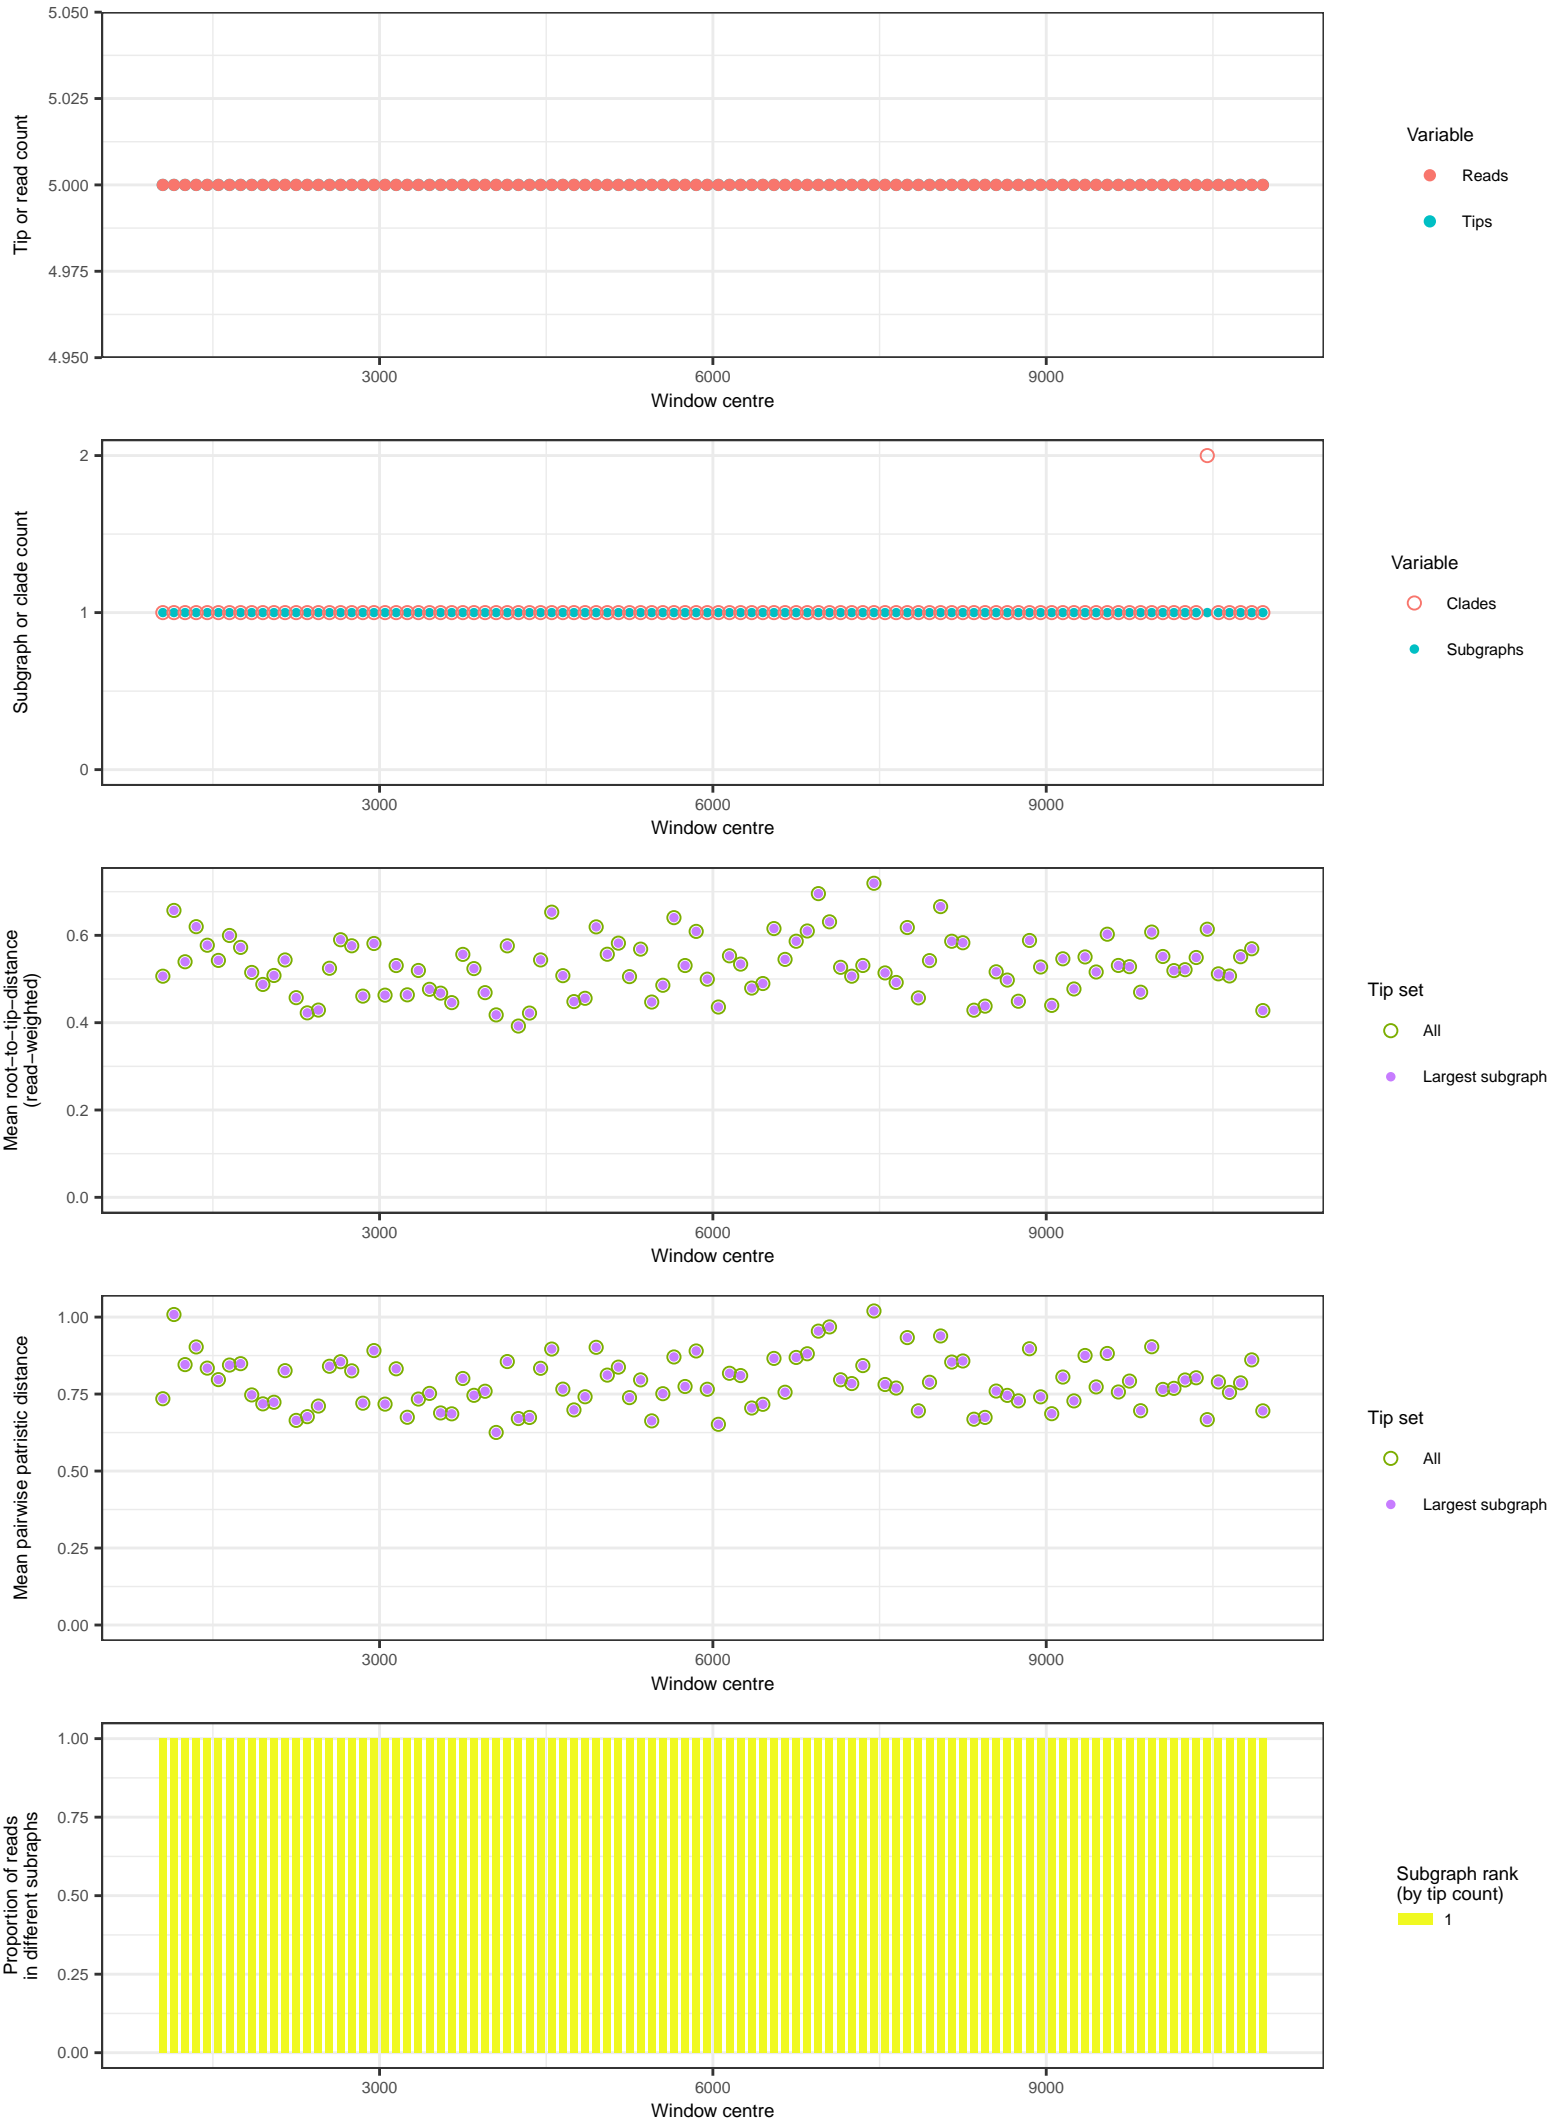 5.050
5.025
5.000
4.975
4.950
Tip or read count
3000
6000
9000
Window centre
Variable
Reads
Tips
2
1
0
Subgraph or clade count
3000
6000
9000
Window centre
Variable
Clades
Subgraphs
0.6
0.4
0.2
0.0
Mean root−to−tip−distance
(read−weighted)
3000
6000
9000
Window centre
Tip set
All
Largest subgraph
1.00
0.75
0.50
0.25
0.00
Mean pairwise patristic distance
3000
6000
9000
Window centre
Tip set
All
Largest subgraph
1.00
0.75
0.50
0.25
0.00
Proportion of reads
in different subraphs
3000
6000
9000
Window centre
Subgraph rank
(by tip count)
1